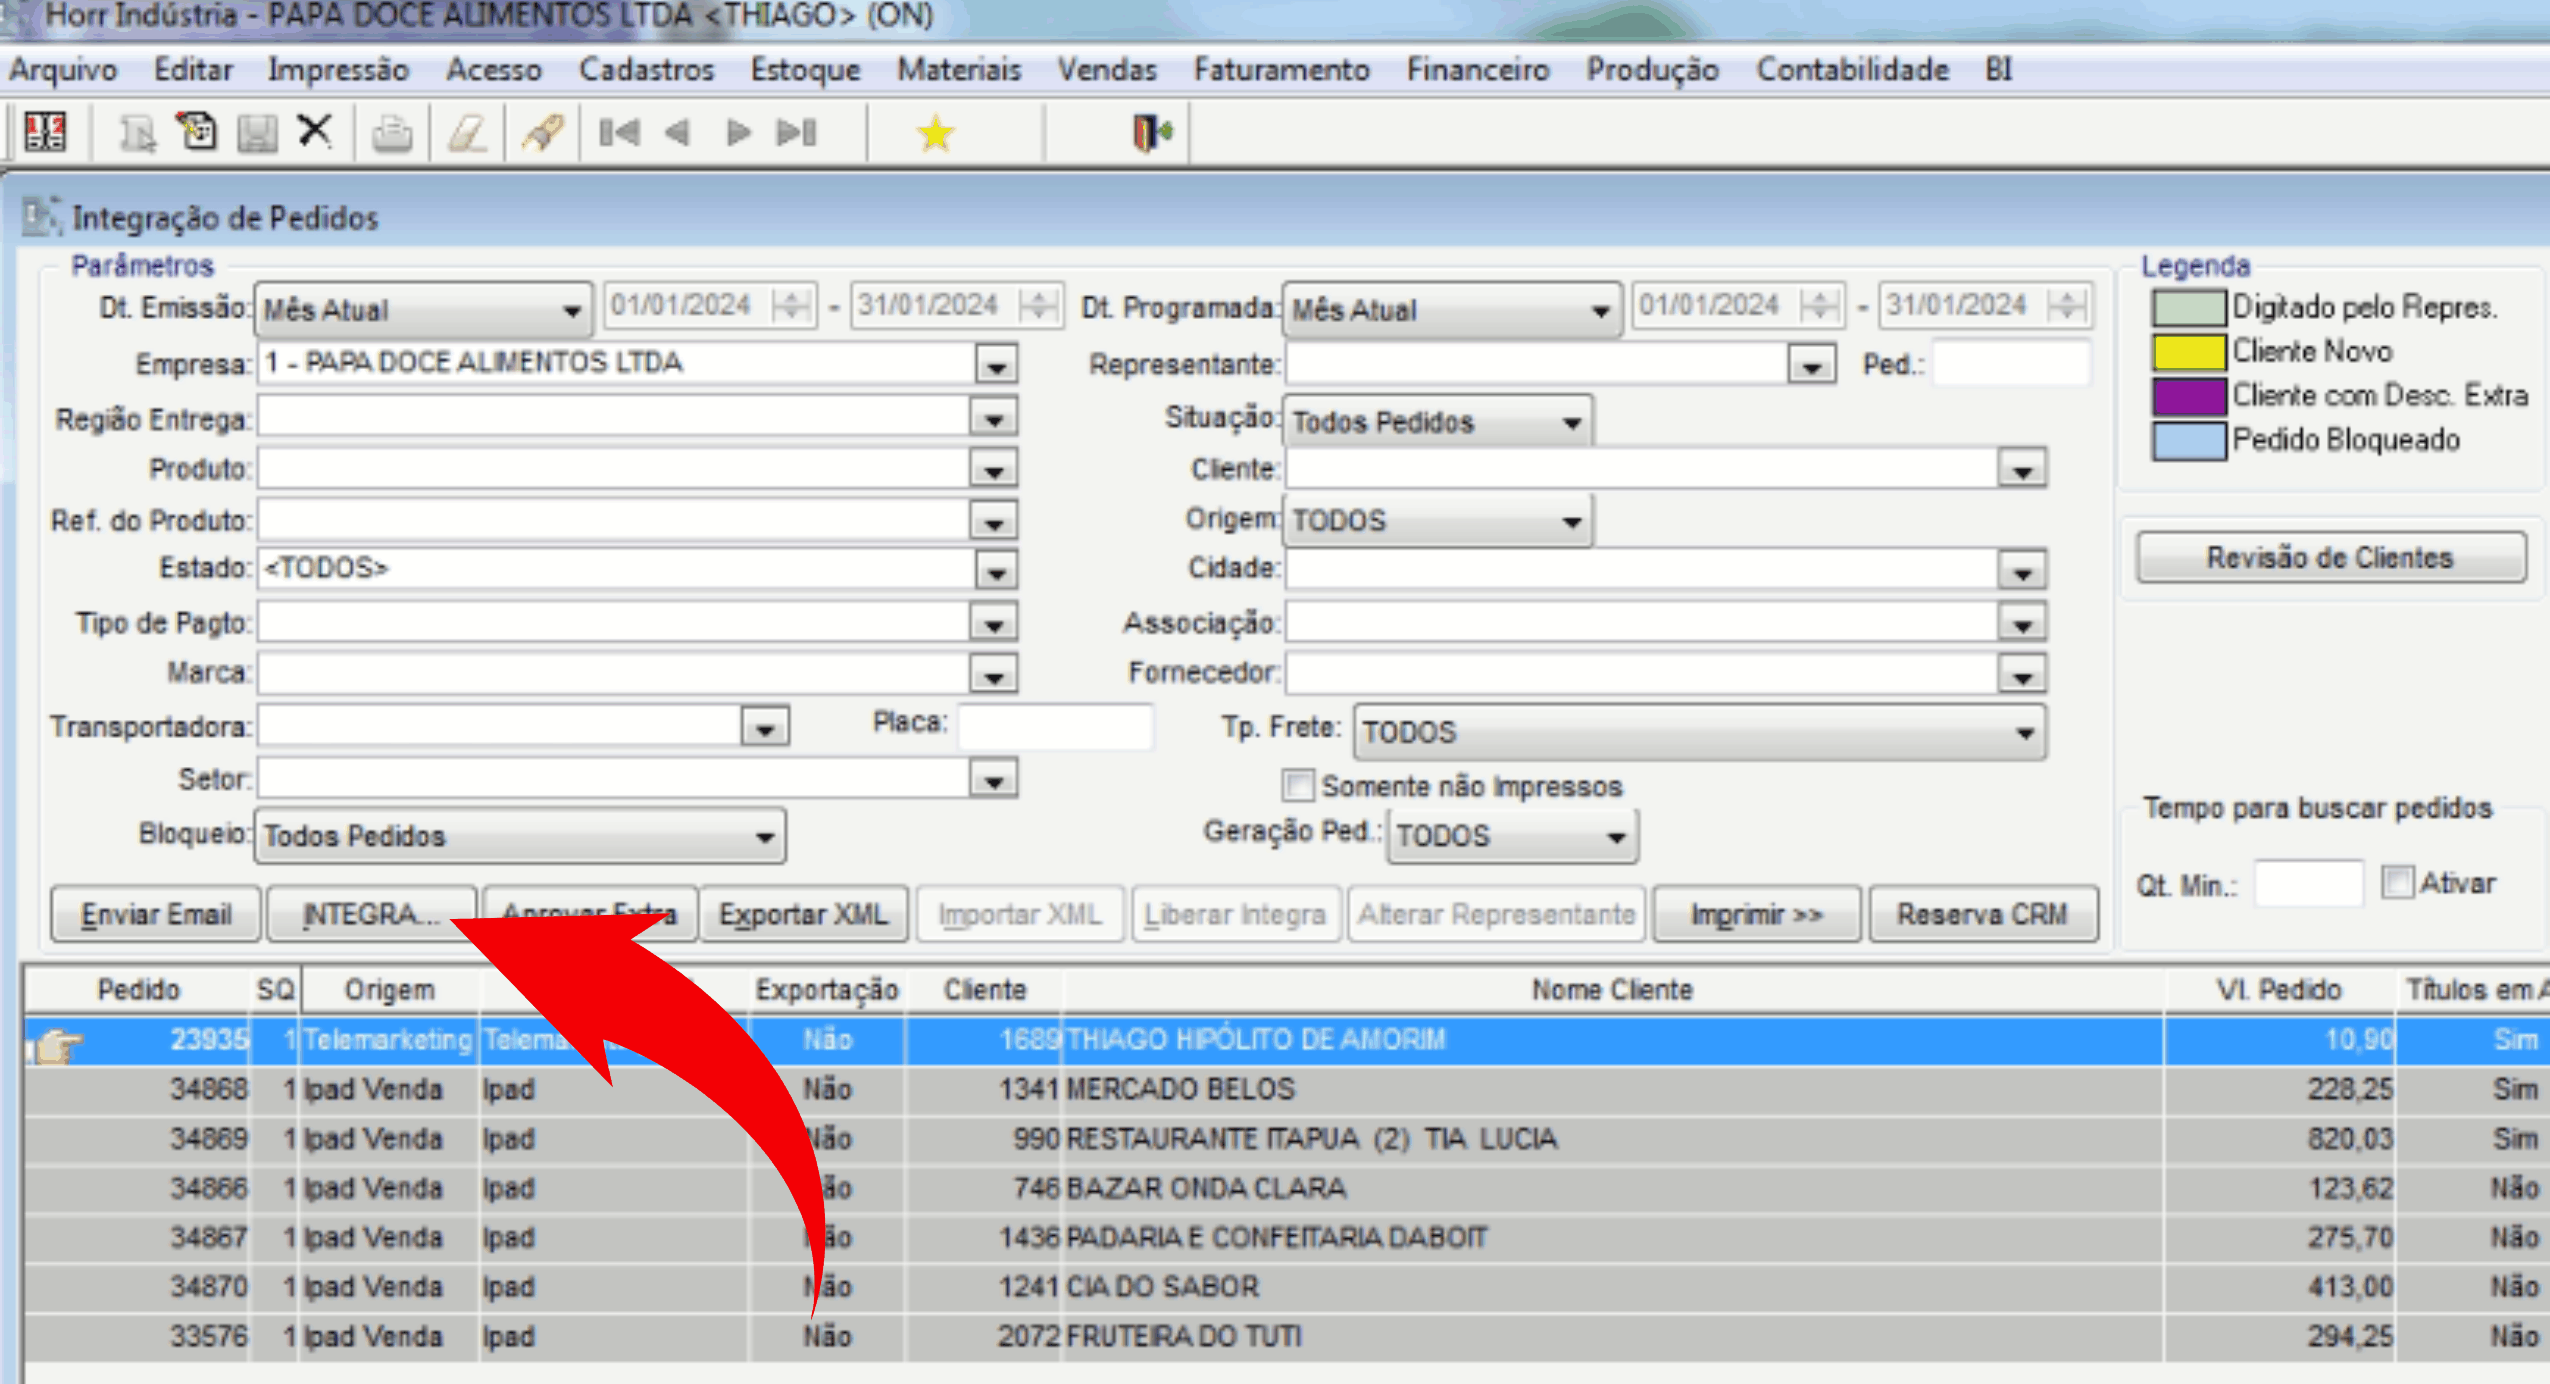 Horr Indústria - PAPA DOCE ALIMENTOS LTDA <THIAGO> (ON)
Arquivo Editar Impressão Acesso Cadastros Estoque Materiais Vendas Faturamento Financeiro Produção Contabilidade BI
Integração de Pedidos
Parâmetros Legenda
Dt. Emissão: Mês Atual 01/01/2024 - 31/01/2024 Dt. Programada: Mês Atual 01/01/2024 - 31/01/2024 Digitado pelo Repres.
Empresa: 1 - PAPA DOCE ALIMENTOS LTDA Representante: Ped.: Cliente Novo
Região Entrega: Situação: Todos Pedidos Cliente com Desc. Extra
Produto: Cliente: Pedido Bloqueado
Ref. do Produto: Origem: TODOS
Estado: <TODOS> Cidade: Revisão de Clientes
Tipo de Pagto: Associação:
Marca: Fornecedor:
Transportadora: Placa: Tp. Frete: TODOS
Setor: Somente não Impressos
Tempo para buscar pedidos
Bloqueio: Todos Pedidos Geração Ped.: TODOS
Qt. Min.: Ativar
Enviar Email INTEGRA... Aprovar Extra Exportar XML Importar XML Liberar Integra Alterar Representante Imprimir >> Reserva CRM
Pedido SQ Origem Exportação Cliente Nome Cliente Vl. Pedido Títulos em A
23935 1 Telemarketing Não 1689 THIAGO HIPÓLITO DE AMORIM 10,90 Sim
34868 1 Ipad Venda Ipad Não 1341 MERCADO BELOS 228,25 Sim
34869 1 Ipad Venda Ipad Não 990 RESTAURANTE ITAPUA (2) TIA LUCIA 820,03 Sim
34866 1 Ipad Venda Ipad Não 746 BAZAR ONDA CLARA 123,62 Não
34867 1 Ipad Venda Ipad Não 1436 PADARIA E CONFEITARIA DABOIT 275,70 Não
34870 1 Ipad Venda Ipad Não 1241 CIA DO SABOR 413,00 Não
33576 1 Ipad Venda Ipad Não 2072 FRUTEIRA DO TUTI 294,25 Não